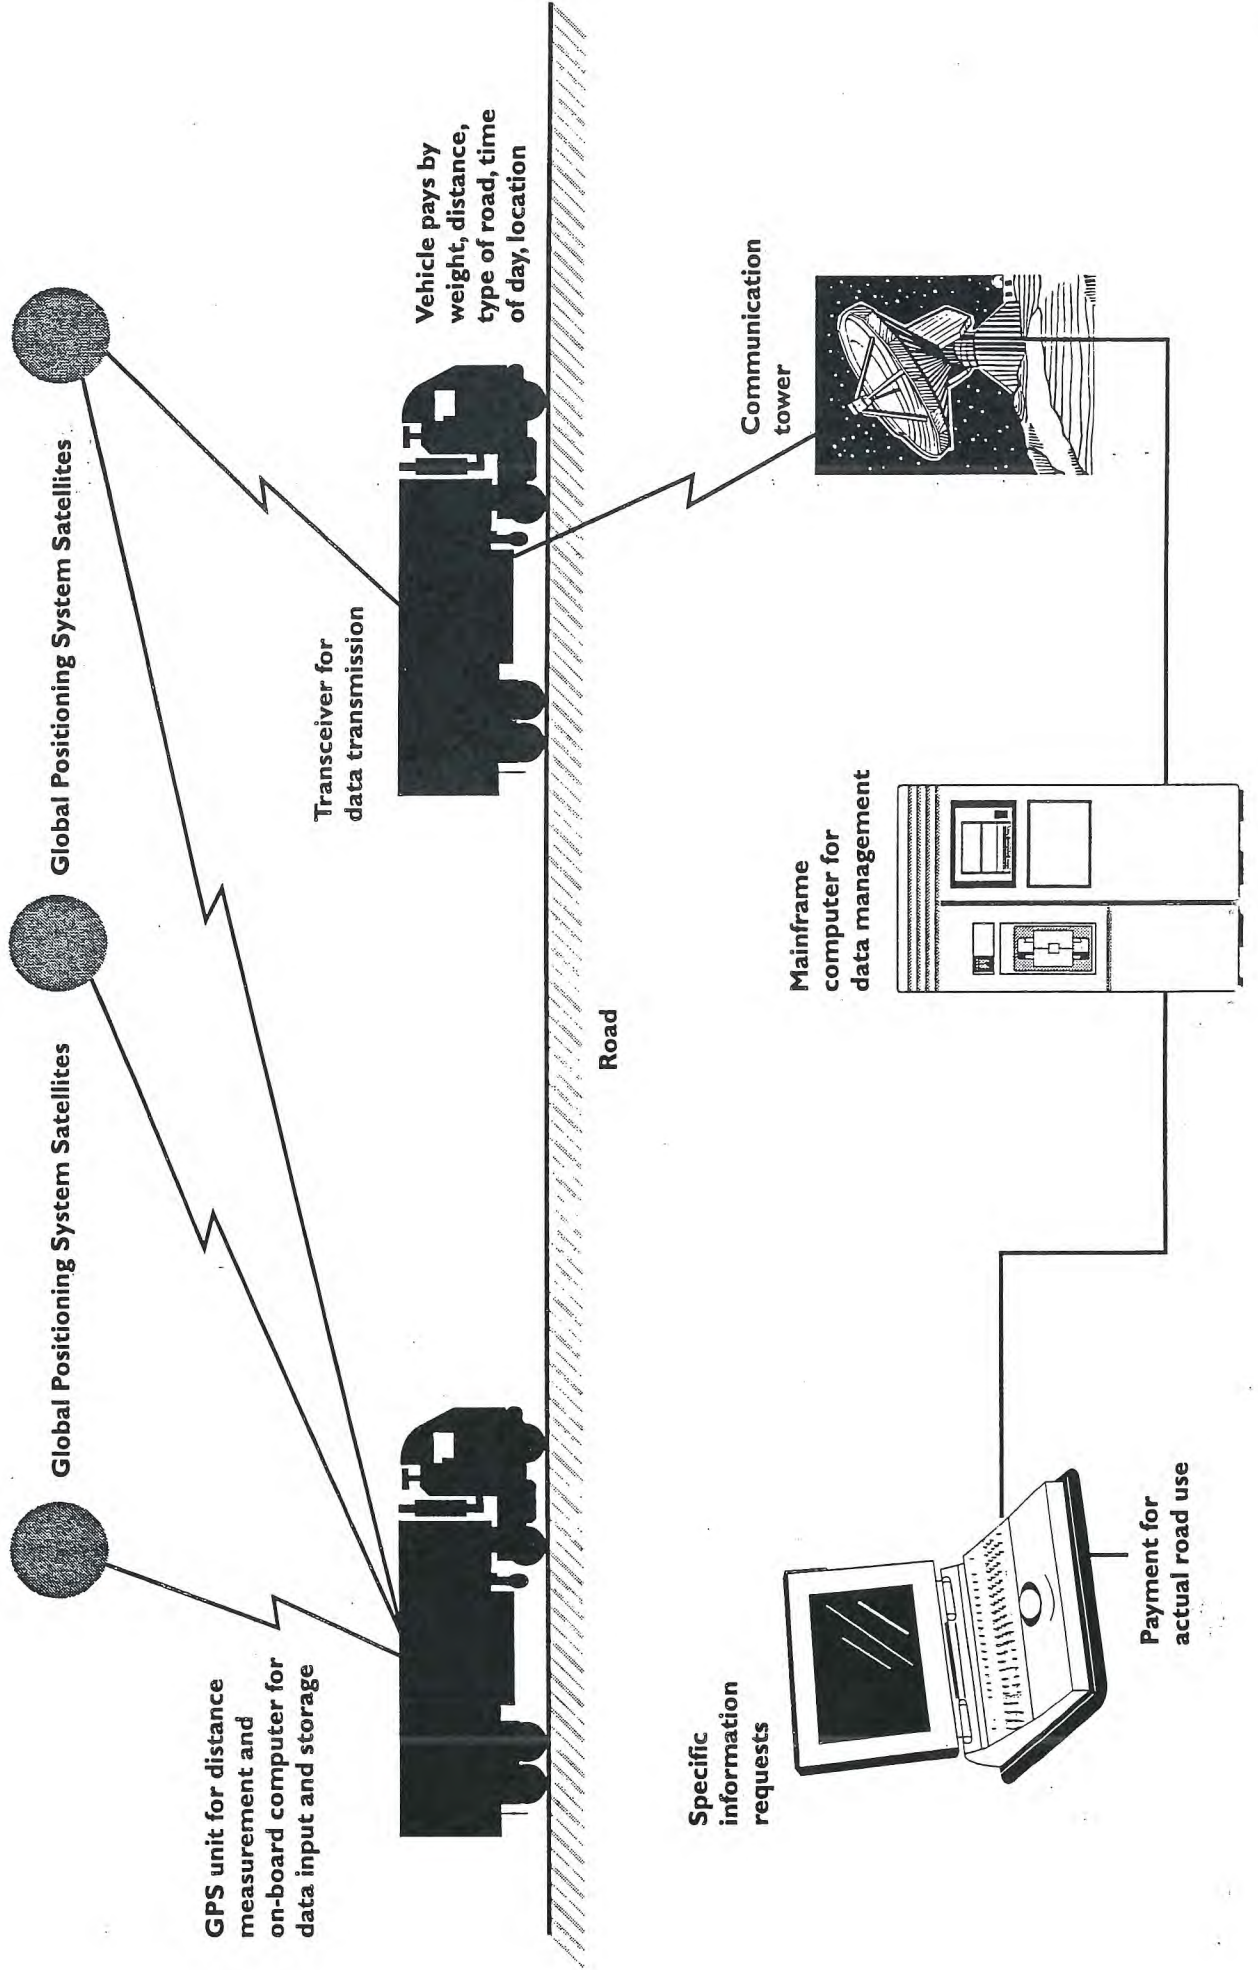 Global Positioning System Satellites
Global Positioning System Satellites
GPS unit for distance
measurement and
on-board computer for
data input and storage
Transceiver for
data transmission
Vehicle pays by
weight, distance,
type of road, time
of day, location
Road
Specific
information
requests
Mainframe
computer for
data management
Communication
tower
Payment for
actual road use